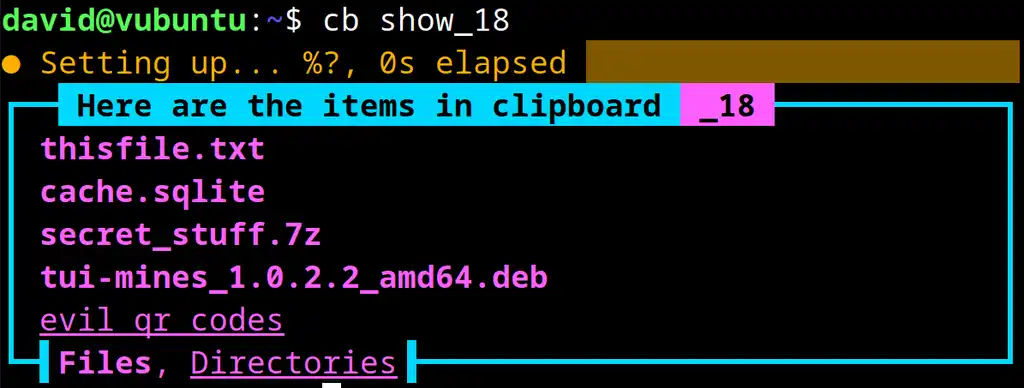 david@vubuntu:~$ cb show_18
● Setting up... %?, 0s elapsed
Here are the items in clipboard _18
thisfile.txt
cache.sqlite
secret_stuff.7z
tui-mines_1.0.2.2_amd64.deb
evil qr codes
Files, Directories